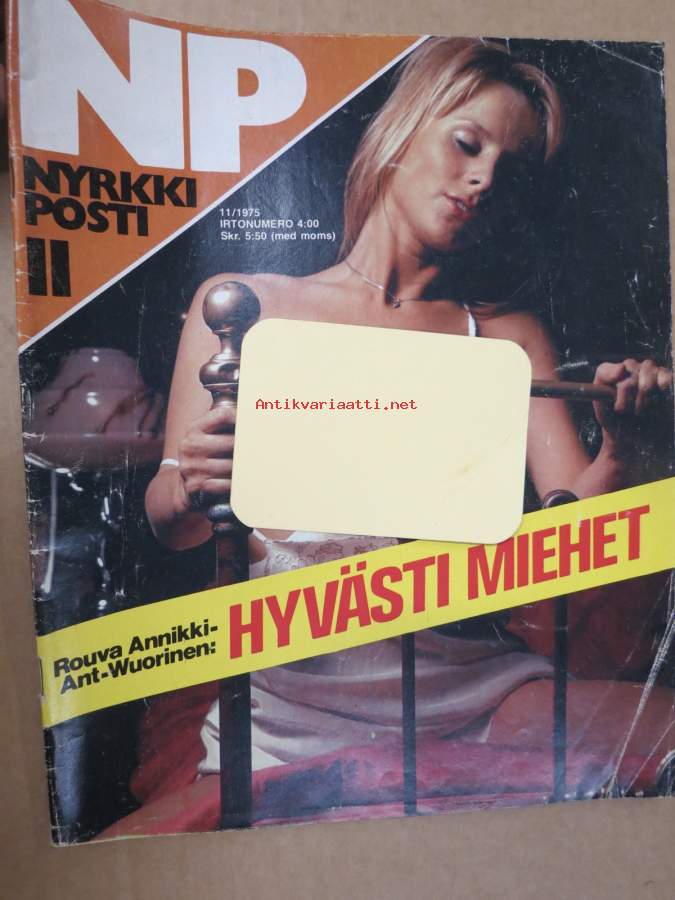 NP
NYRKKI
POSTI
11
11/1975
IRTONUMERO 4:00
Skr. 5:50 (med moms)
Antikvariaatti.net
Rouva Annikki-
Ant-Wuorinen:
HYVÄSTI MIEHET